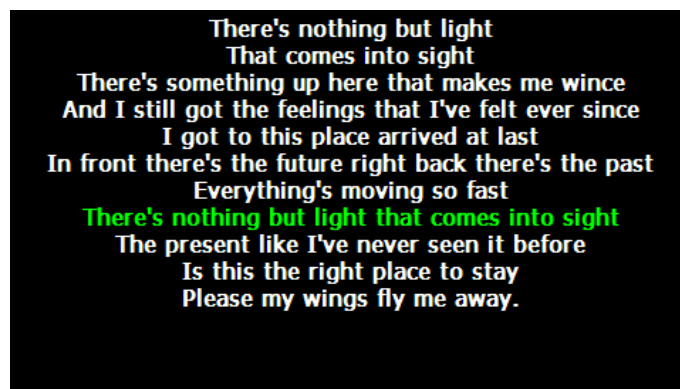 There's nothing but light
That comes into sight
There's something up here that makes me wince
And I still got the feelings that I've felt ever since
I got to this place arrived at last
In front there's the future right back there's the past
Everything's moving so fast
There's nothing but light that comes into sight
The present like I've never seen it before
Is this the right place to stay
Please my wings fly me away.